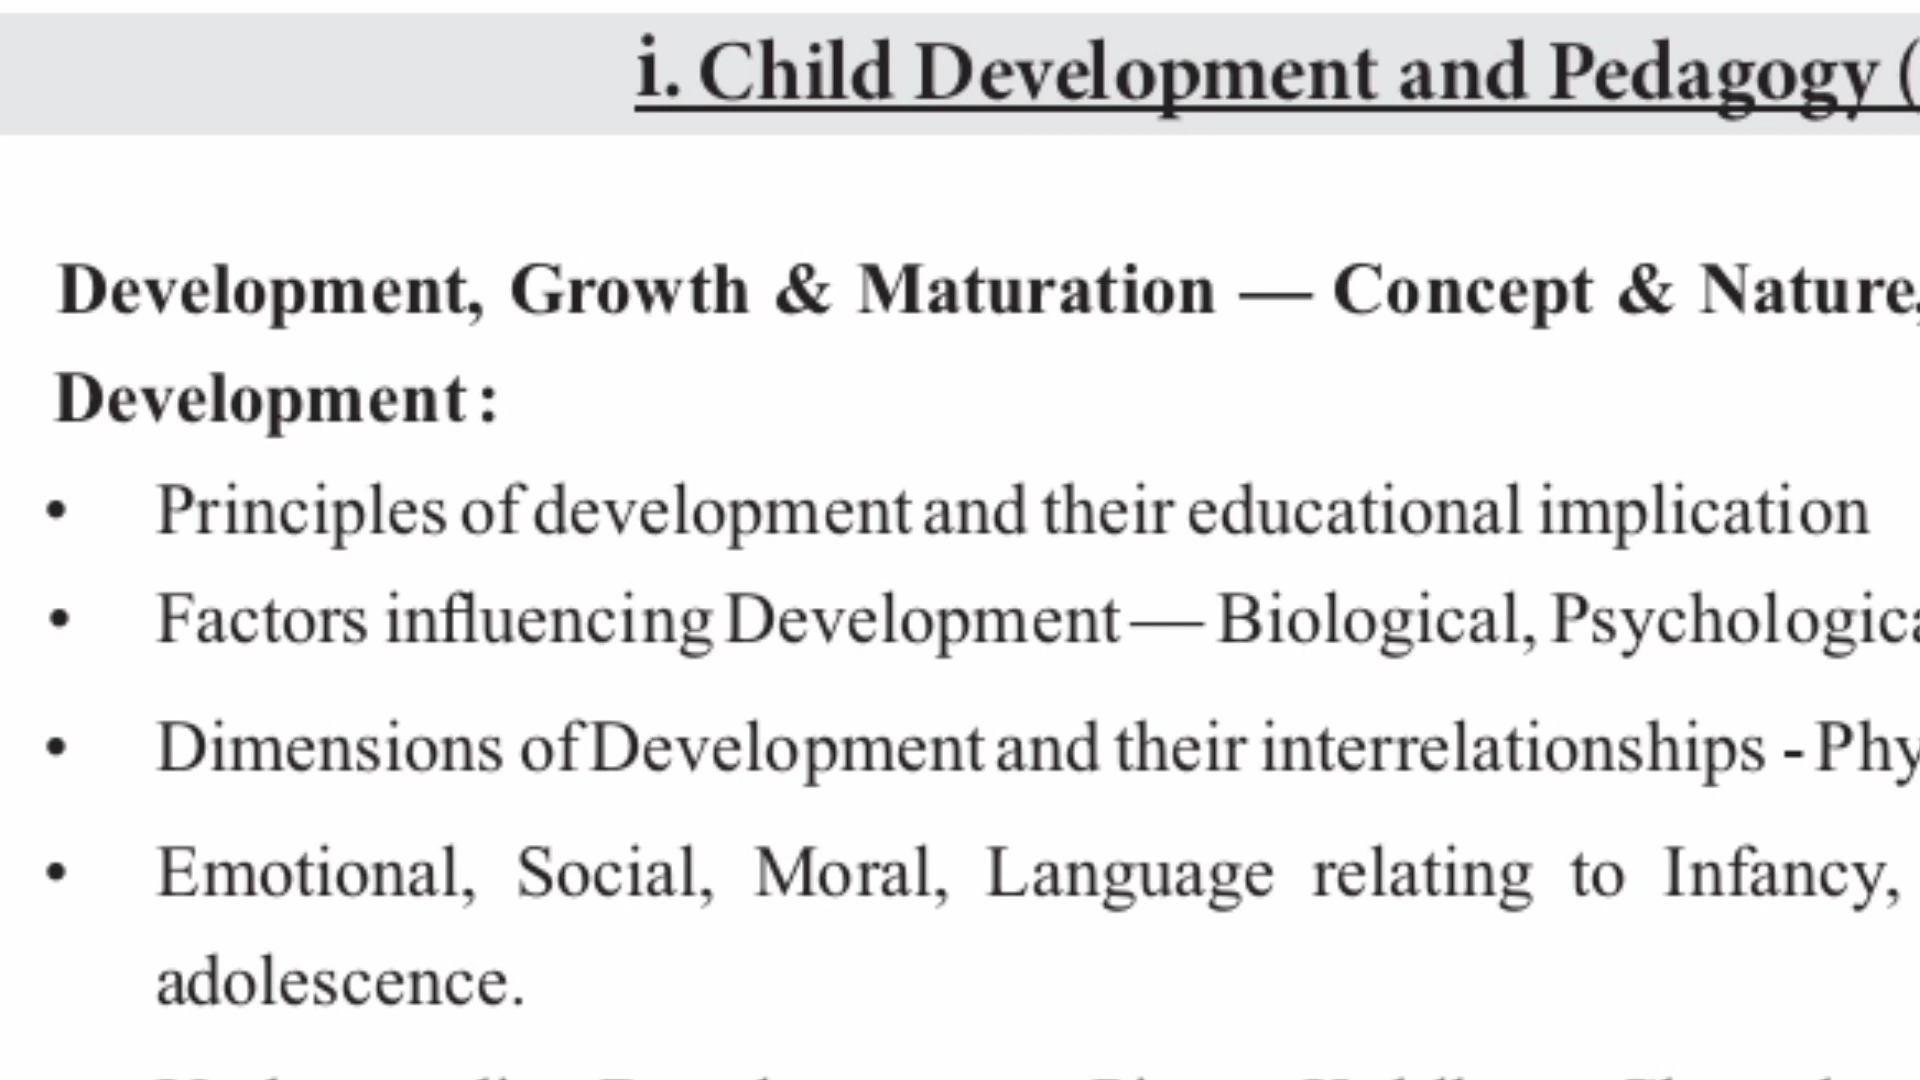 i. Child Development and Pedagogy (
Development, Growth & Maturation — Concept & Nature,
Development :
• Principles of development and their educational implication
• Factors influencing Development — Biological, Psychologica
• Dimensions of Development and their interrelationships - Phy
• Emotional, Social, Moral, Language relating to Infancy,
adolescence.